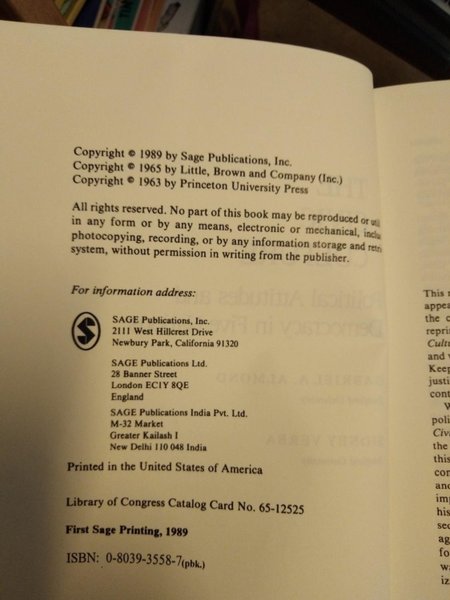 Copyright © 1989 by Sage Publications, Inc.
Copyright © 1965 by Little, Brown and Company (Inc.)
Copyright © 1963 by Princeton University Press
All rights reserved. No part of this book may be reproduced or
in any form or by any means, electronic or mechanical,
photocopying, recording, or by any information storage and
system, without permission in writing from the publisher.
For information address:
S
SAGE Publications, Inc.
2111 West Hillcrest Drive
Newbury Park, California 91320
SAGE Publications Ltd.
28 Banner Street
London EC1Y 8QE
England
SAGE Publications India Pvt. Ltd.
M-32 Market
Greater Kailash I
New Delhi 110 048 India
Printed in the United States of America
Library of Congress Catalog Card No. 65-12525
First Sage Printing, 1989
ISBN: 0-8039-3558-7(pbk.)